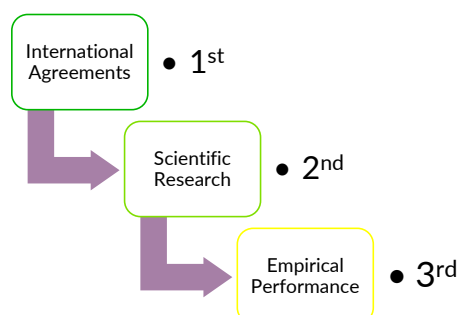 International
Agreements
• 1st
Scientific
Research
• 2nd
Empirical
Performance
• 3rd